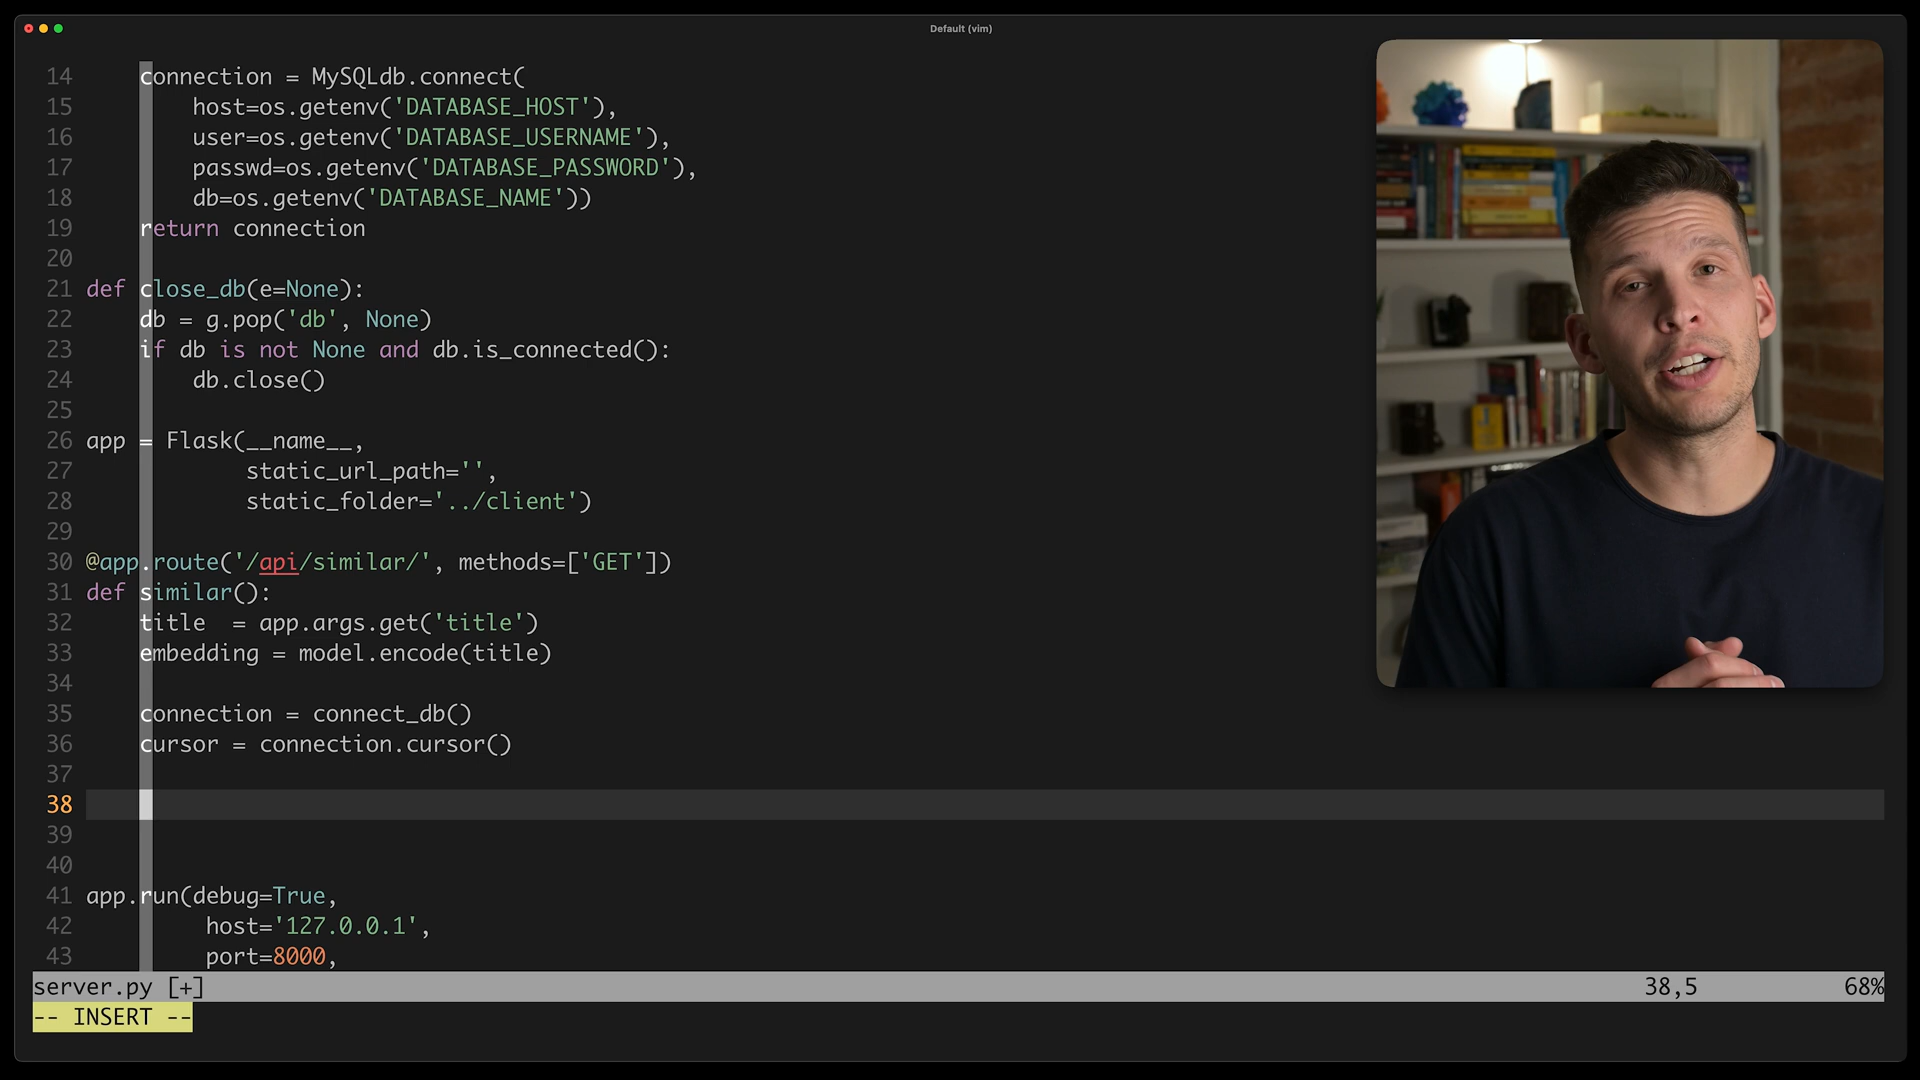 Default (vim)
14 connection = MySQLdb.connect(
15 host=os.getenv('DATABASE_HOST'),
16 user=os.getenv('DATABASE_USERNAME'),
17 passwd=os.getenv('DATABASE_PASSWORD'),
18 db=os.getenv('DATABASE_NAME'))
19 return connection
20
21 def close_db(e=None):
22 db = g.pop('db', None)
23 if db is not None and db.is_connected():
24 db.close()
25
26 app = Flask(__name__,
27 static_url_path='',
28 static_folder='../client')
29
30 @app.route('/api/similar/', methods=['GET'])
31 def similar():
32 title  = app.args.get('title')
33 embedding = model.encode(title)
34
35 connection = connect_db()
36 cursor = connection.cursor()
37
38
39
40
41 app.run(debug=True,
42 host='127.0.0.1',
43 port=8000,
server.py [+] 38,5 68%
-- INSERT --